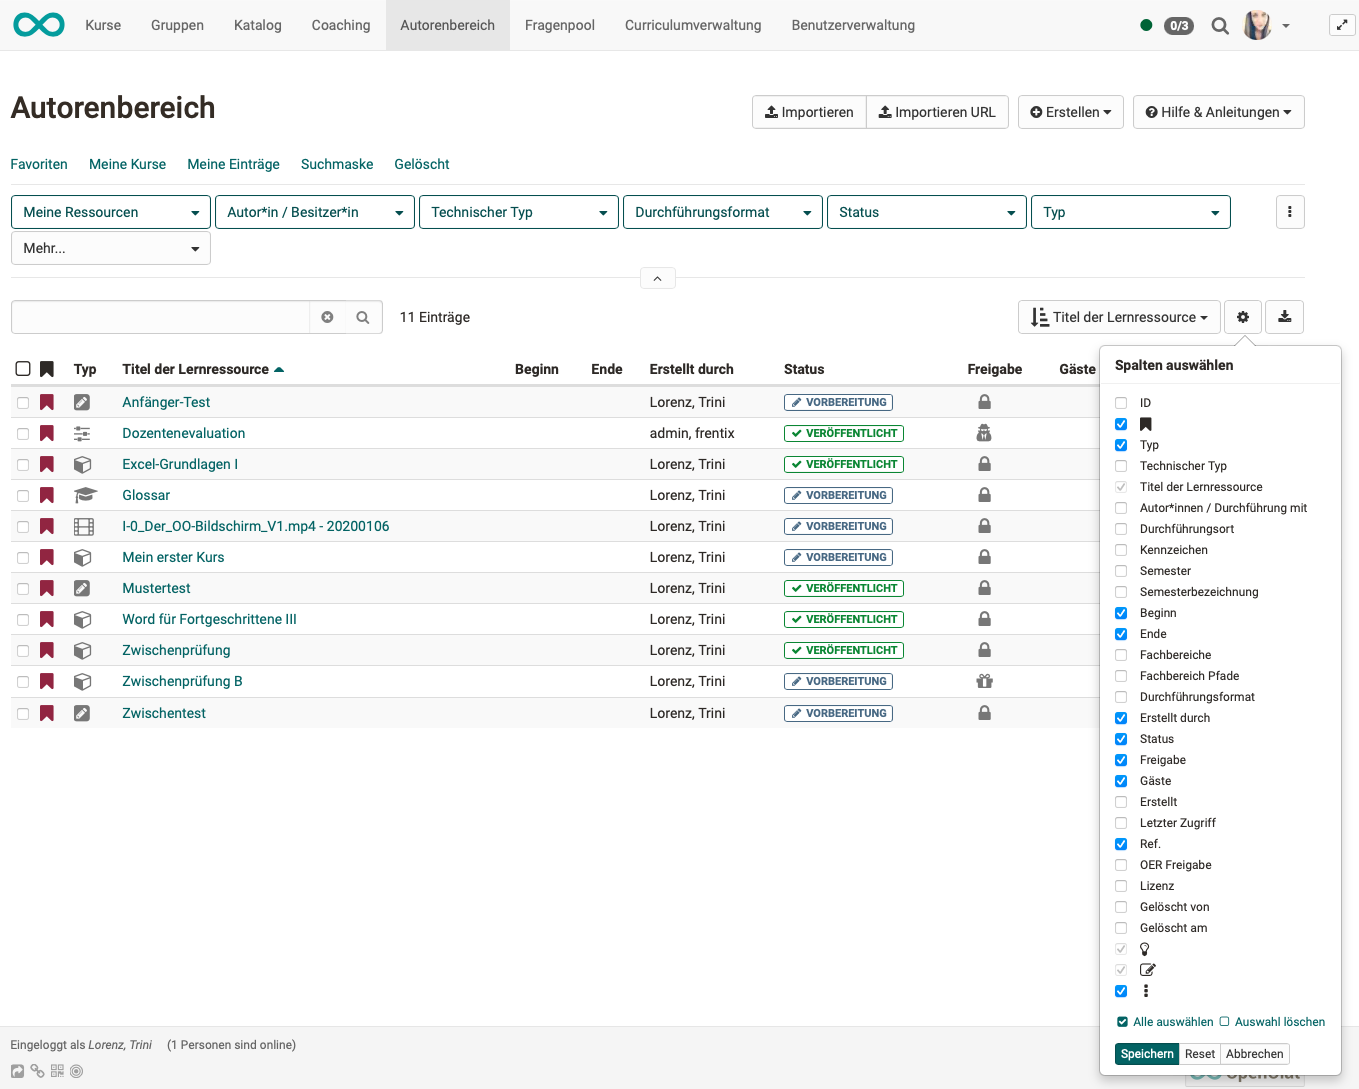 Kurse Gruppen Katalog Coaching Autorenbereich Fragenpool Curriculumverwaltung Benutzerverwaltung 0/3
Autorenbereich
Importieren Importieren URL Erstellen Hilfe & Anleitungen
Favoriten Meine Kurse Meine Einträge Suchmaske Gelöscht
Meine Ressourcen Autor*in / Besitzer*in Technischer Typ Durchführungsformat Status Typ
Mehr...
11 Einträge Titel der Lernressource
Typ Titel der Lernressource Beginn Ende Erstellt durch Status Freigabe Gäste
Anfänger-Test Lorenz, Trini VORBEREITUNG
Dozentenevaluation admin, frentix VERÖFFENTLICHT
Excel-Grundlagen I Lorenz, Trini VERÖFFENTLICHT
Glossar Lorenz, Trini VORBEREITUNG
I-0_Der_OO-Bildschirm_V1.mp4 - 20200106 Lorenz, Trini VORBEREITUNG
Mein erster Kurs Lorenz, Trini VORBEREITUNG
Mustertest Lorenz, Trini VERÖFFENTLICHT
Word für Fortgeschrittene III Lorenz, Trini VERÖFFENTLICHT
Zwischenprüfung Lorenz, Trini VERÖFFENTLICHT
Zwischenprüfung B Lorenz, Trini VORBEREITUNG
Zwischentest Lorenz, Trini VORBEREITUNG
Spalten auswählen
ID
Typ
Technischer Typ
Titel der Lernressource
Autor*innen / Durchführung mit
Durchführungsort
Kennzeichen
Semester
Semesterbezeichnung
Beginn
Ende
Fachbereiche
Fachbereich Pfade
Durchführungsformat
Erstellt durch
Status
Freigabe
Gäste
Erstellt
Letzter Zugriff
Ref.
OER Freigabe
Lizenz
Gelöscht von
Gelöscht am
Alle auswählen Auswahl löschen
Speichern Reset Abbrechen
Eingeloggt als Lorenz, Trini (1 Personen sind online)